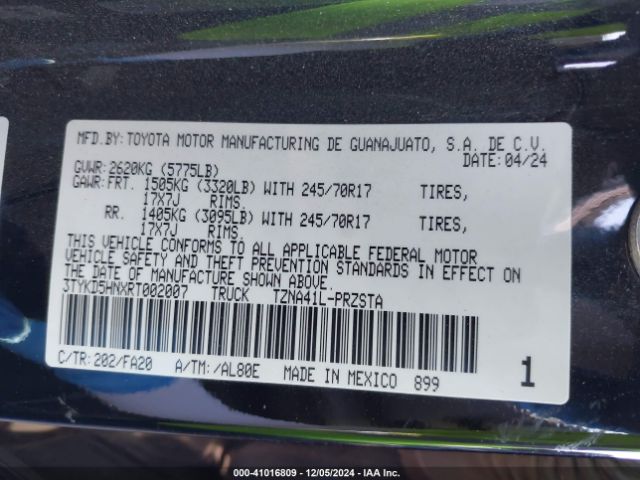 MFD.BY:TOYOTA MOTOR MANUFACTURING DE GUANAJUATO, S.A. DE C.V.
DATE:04/24
GVWR:2620KG (5775LB)
GAWR:FRT. 1505KG (3320LB) WITH 245/70R17 TIRES,
17X7J RIMS.
RR. 1405KG (3095LB) WITH 245/70R17 TIRES,
17X7J RIMS.
THIS VEHICLE CONFORMS TO ALL APPLICABLE FEDERAL MOTOR
VEHICLE SAFETY AND THEFT PREVENTION STANDARDS IN EFFECT ON
THE DATE OF MANUFACTURE SHOWN ABOVE.
3TYKD5HNXRT002007 TRUCK TZNA41L-PRZSTA
C/TR:202/FA20 A/TM:/AL80E MADE IN MEXICO 899 1
000-41016809 - 12/05/2024 - IAA Inc.